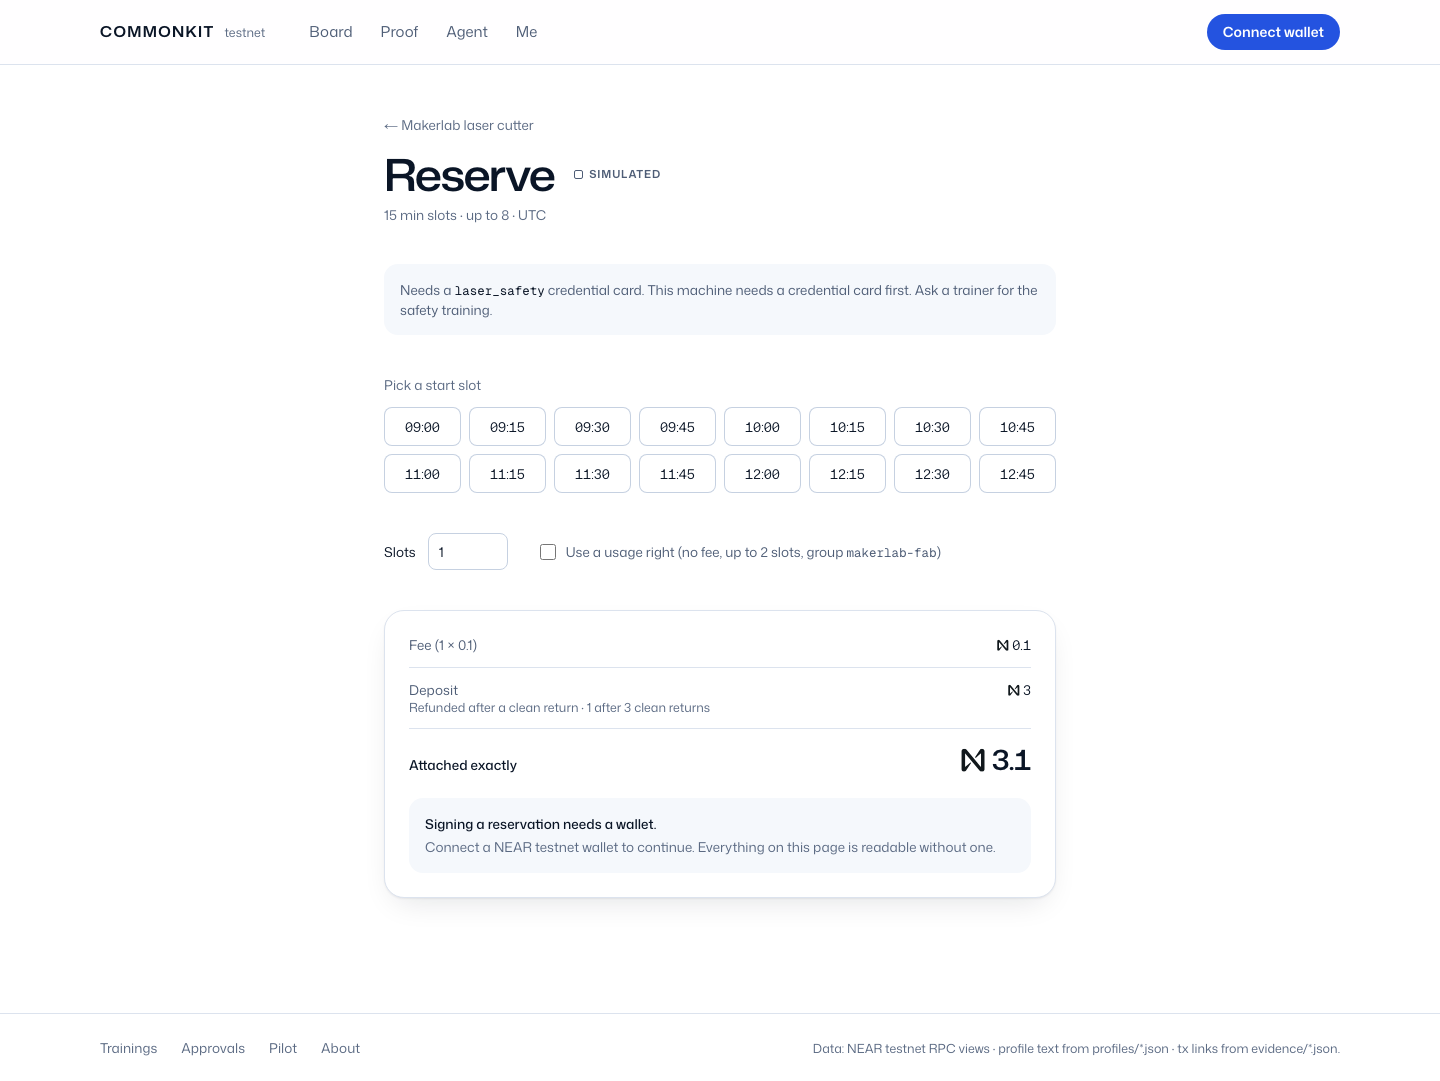 COMMONKIT testnet Board Proof Agent Me Connect wallet
← Makerlab laser cutter
Reserve SIMULATED
15 min slots · up to 8 · UTC
Needs a laser_safety credential card. This machine needs a credential card first. Ask a trainer for the
safety training.
Pick a start slot
09:00 09:15 09:30 09:45 10:00 10:15 10:30 10:45
11:00 11:15 11:30 11:45 12:00 12:15 12:30 12:45
Slots 1 Use a usage right (no fee, up to 2 slots, group makerlab-fab)
Fee (1 × 0.1) 0.1
Deposit 3
Refunded after a clean return · 1 after 3 clean returns
Attached exactly 3.1
Signing a reservation needs a wallet.
Connect a NEAR testnet wallet to continue. Everything on this page is readable without one.
Trainings Approvals Pilot About Data: NEAR testnet RPC views · profile text from profiles/*.json · tx links from evidence/*.json.